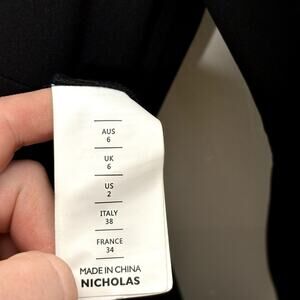 AUS
6
UK
6
US
2
ITALY
38
FRANCE
34
MADE IN CHINA
NICHOLAS